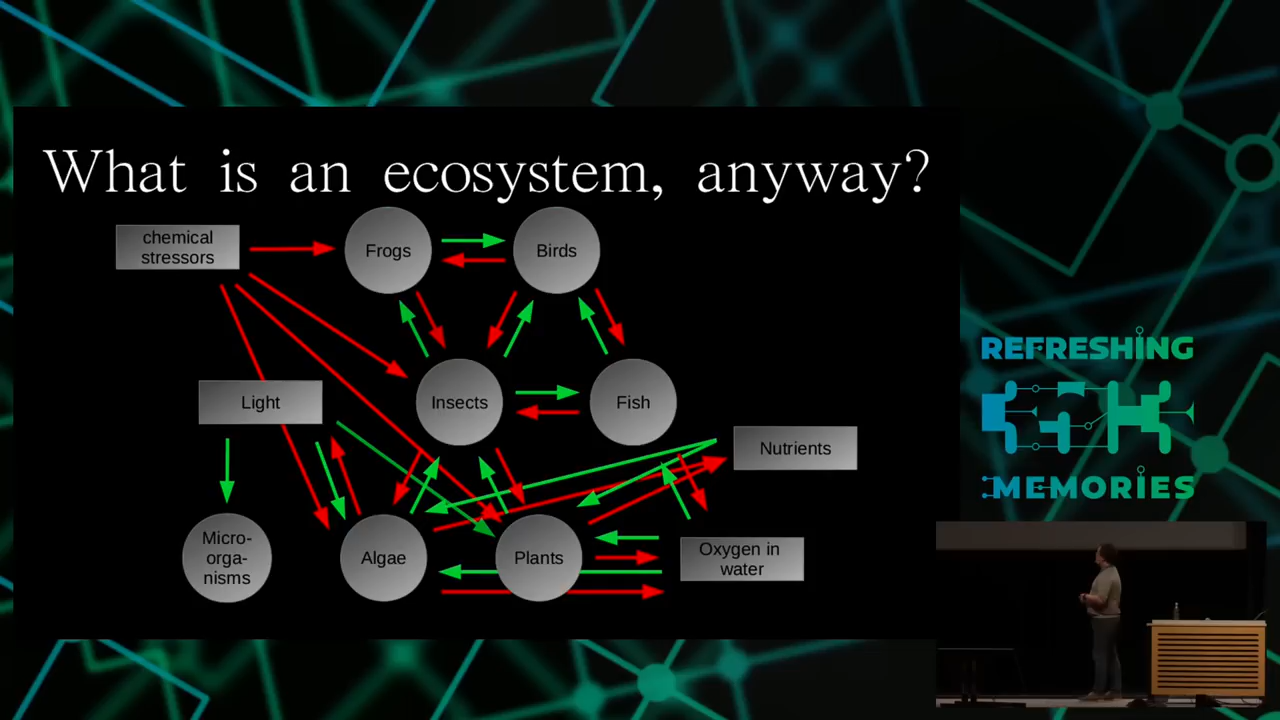 What is an ecosystem, anyway?
chemical
stressors
Frogs
Birds
Light
Insects
Fish
Nutrients
Micro-
orga-
nisms
Algae
Plants
Oxygen in
water
REFRESHING
MEMORIES